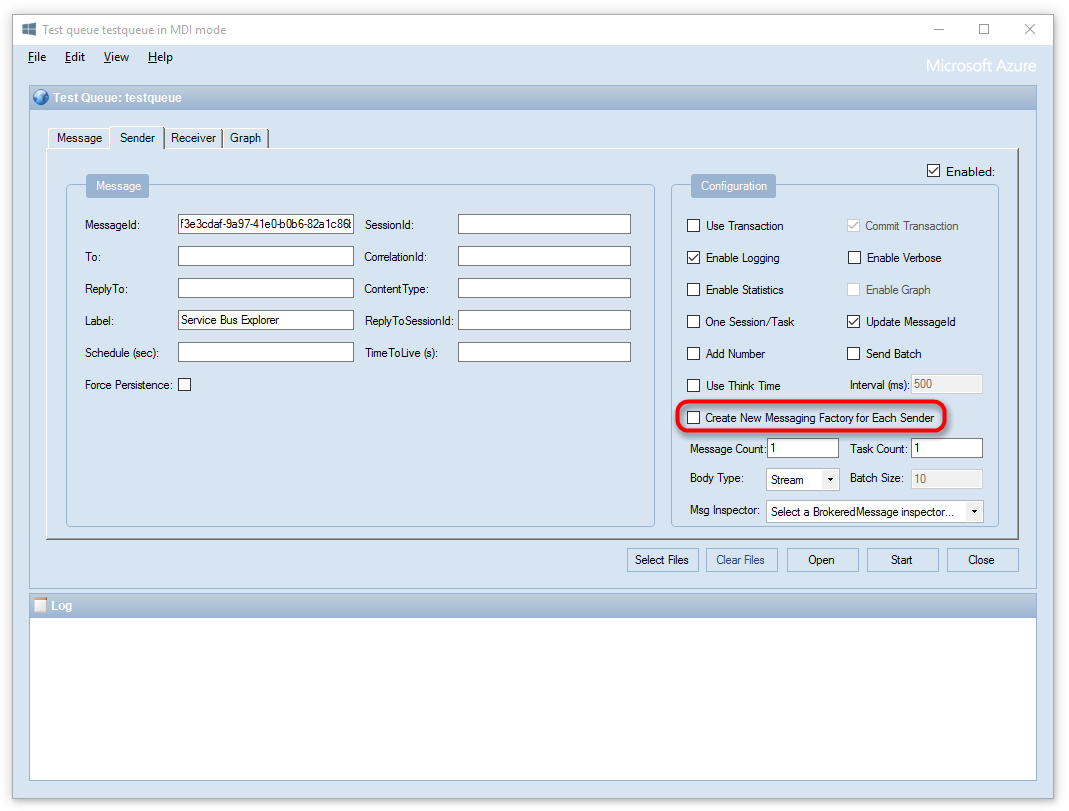 Test queue testqueue in MDI mode
File Edit View Help
Microsoft Azure
Test Queue: testqueue
Message Sender Receiver Graph
Enabled:
Message
Configuration
MessageId: f3e3cdaf-9a97-41e0-b0b6-82a1c86b SessionId:
Use Transaction Commit Transaction
To: CorrelationId:
Enable Logging Enable Verbose
ReplyTo: ContentType:
Enable Statistics Enable Graph
Label: Service Bus Explorer ReplyToSessionId:
One Session/Task Update MessageId
Schedule (sec): TimeToLive (s):
Add Number Send Batch
Force Persistence:
Use Think Time Interval (ms): 500
Create New Messaging Factory for Each Sender
Message Count: 1 Task Count: 1
Body Type: Stream Batch Size: 10
Msg Inspector: Select a BrokeredMessage inspector...
Select Files Clear Files Open Start Close
Log